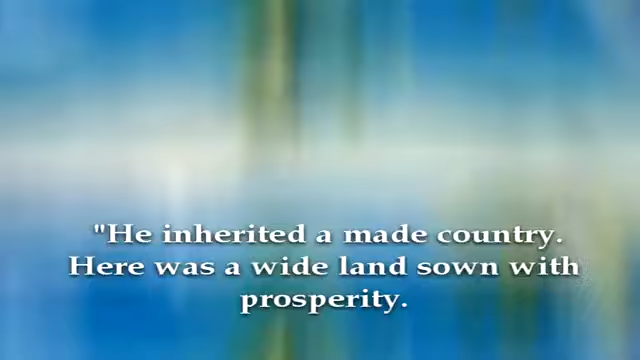 "He inherited a made country.
Here was a wide land sown with
prosperity.